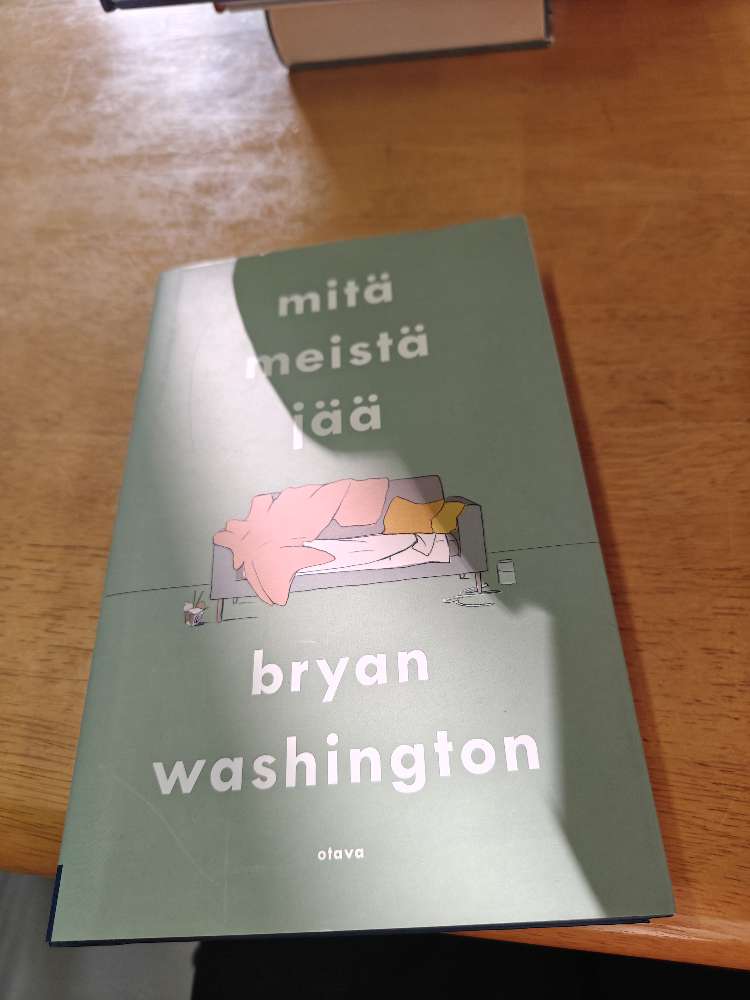 mitä
meistä
jää
bryan
washington
otava